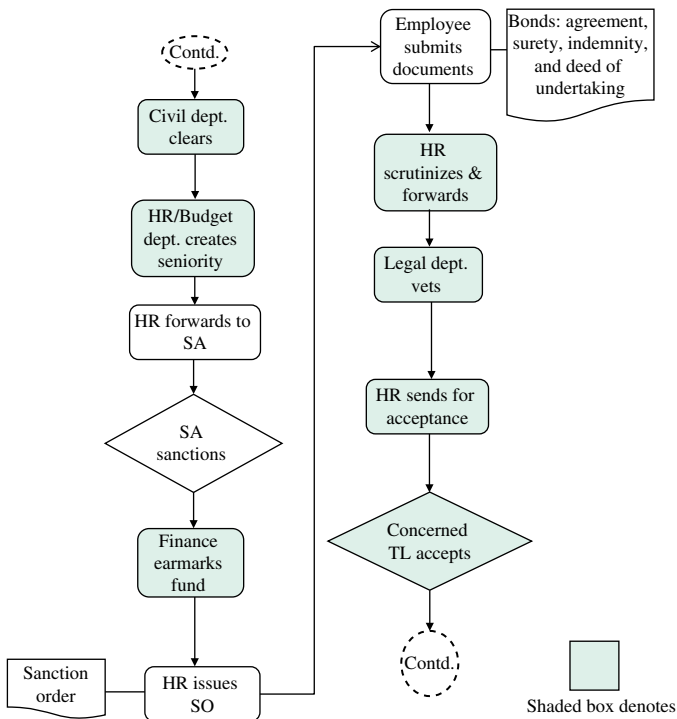 Contd.
Civil dept.
clears
HR/Budget
dept. creates
seniority
HR forwards to
SA
SA
sanctions
Finance
earmarks
fund
Sanction
order
HR issues
SO
Employee
submits
documents
Bonds: agreement,
surety, indemnity,
and deed of
undertaking
HR
scrutinizes &
forwards
Legal dept.
vets
HR sends for
acceptance
Concerned
TL accepts
Contd.
Shaded box denotes